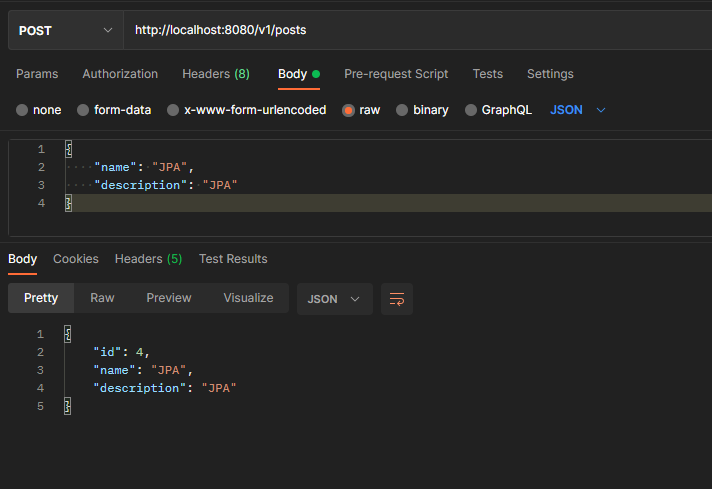 POST http://localhost:8080/v1/posts
Params Authorization Headers (8) Body Pre-request Script Tests Settings
none form-data x-www-form-urlencoded raw binary GraphQL JSON
1 {
2 "name": "JPA",
3 "description": "JPA"
4 }
Body Cookies Headers (5) Test Results
Pretty Raw Preview Visualize JSON
1 {
2 "id": 4,
3 "name": "JPA",
4 "description": "JPA"
5 }